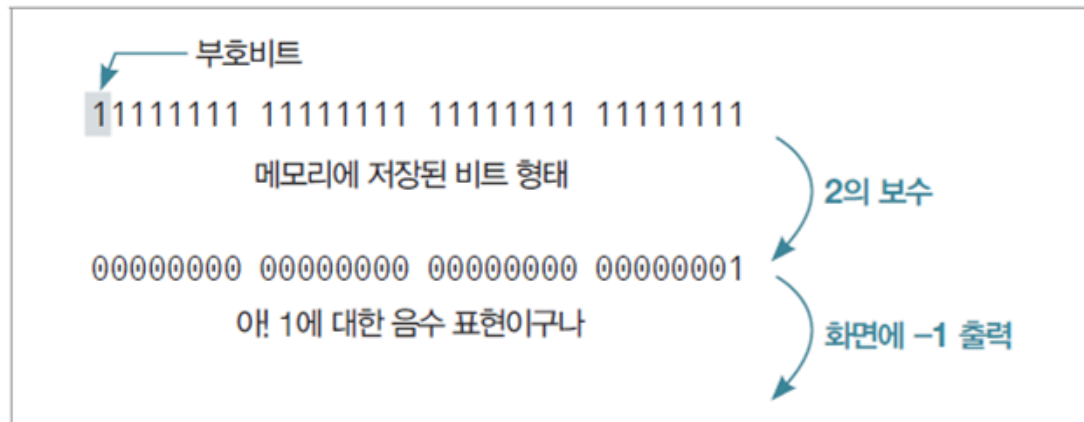 부호비트
11111111 11111111 11111111 11111111
메모리에 저장된 비트 형태
2의 보수
00000000 00000000 00000000 00000001
아! 1에 대한 음수 표현이구나
화면에 –1 출력